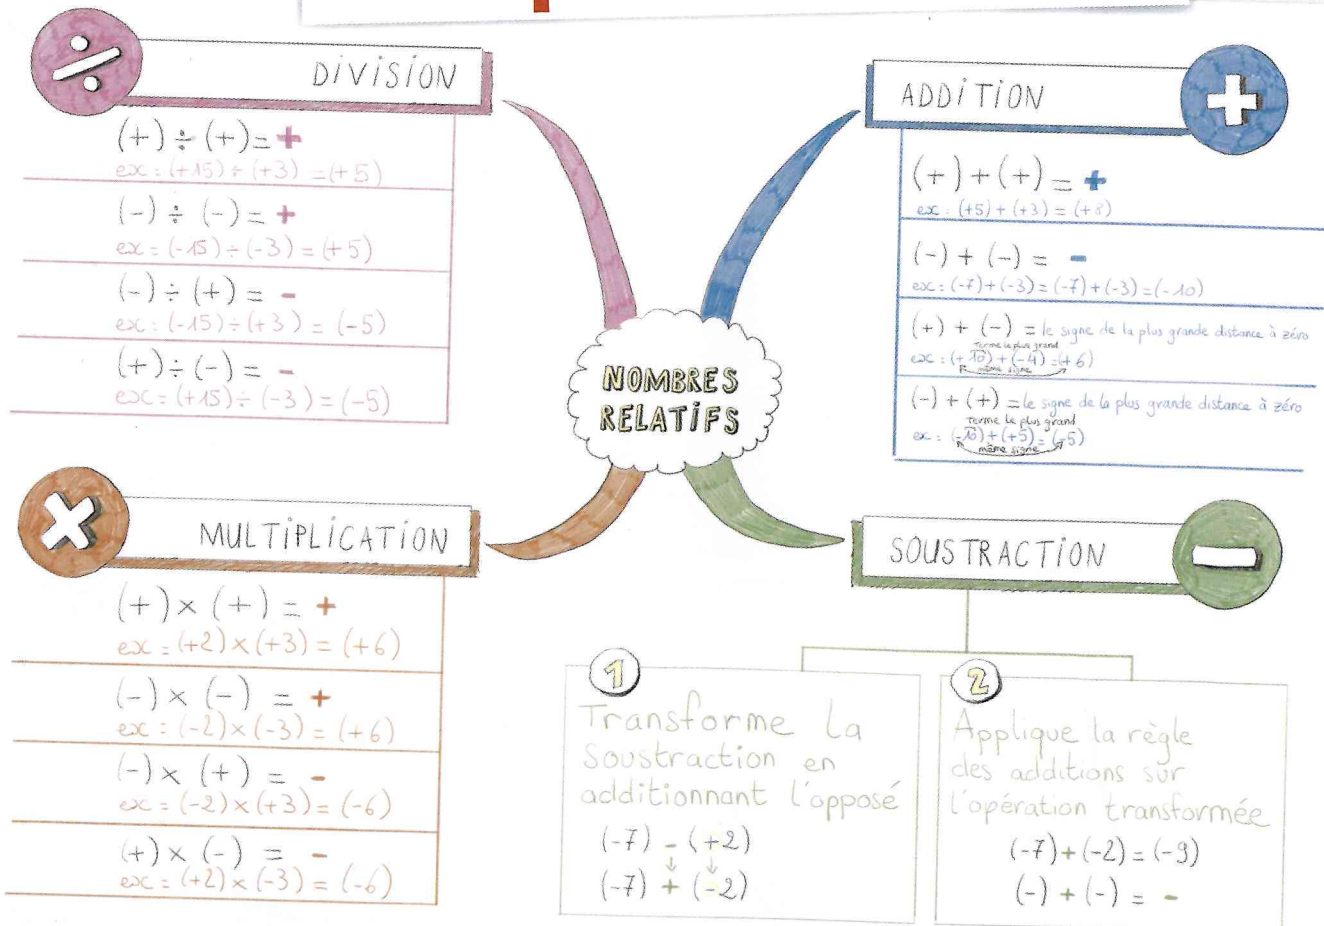 DIVISION
(+) ÷ (+) = +
ex : (+15) ÷ (+3) = (+5)
(-) ÷ (-) = +
ex : (-15) ÷ (-3) = (+5)
(-) ÷ (+) = -
ex : (-15) ÷ (+3) = (-5)
(+) ÷ (-) = -
ex : (+15) ÷ (-3) = (-5)
ADDITION
(+) + (+) = +
ex : (+5) + (+3) = (+8)
(-) + (-) = -
ex : (-7) + (-3) = (-7) + (-3) = (-10)
(+) + (-) = le signe de la plus grande distance à zéro
Terme le plus grand
ex : (+10) + (-4) = (+6)
même signe
(-) + (+) = le signe de la plus grande distance à zéro
Terme le plus grand
ex : (-10) + (+5) = (-5)
même signe
NOMBRES
RELATIFS
MULTIPLICATION
(+) × (+) = +
ex : (+2) × (+3) = (+6)
(-) × (-) = +
ex : (-2) × (-3) = (+6)
(-) × (+) = -
ex : (-2) × (+3) = (-6)
(+) × (-) = -
ex : (+2) × (-3) = (-6)
SOUSTRACTION
1
Transforme la
soustraction en
additionnant l'opposé
(-7) - (+2)
↓ ↓
(-7) + (-2)
2
Applique la règle
des additions sur
l'opération transformée
(-7) + (-2) = (-9)
(-) + (-) = -